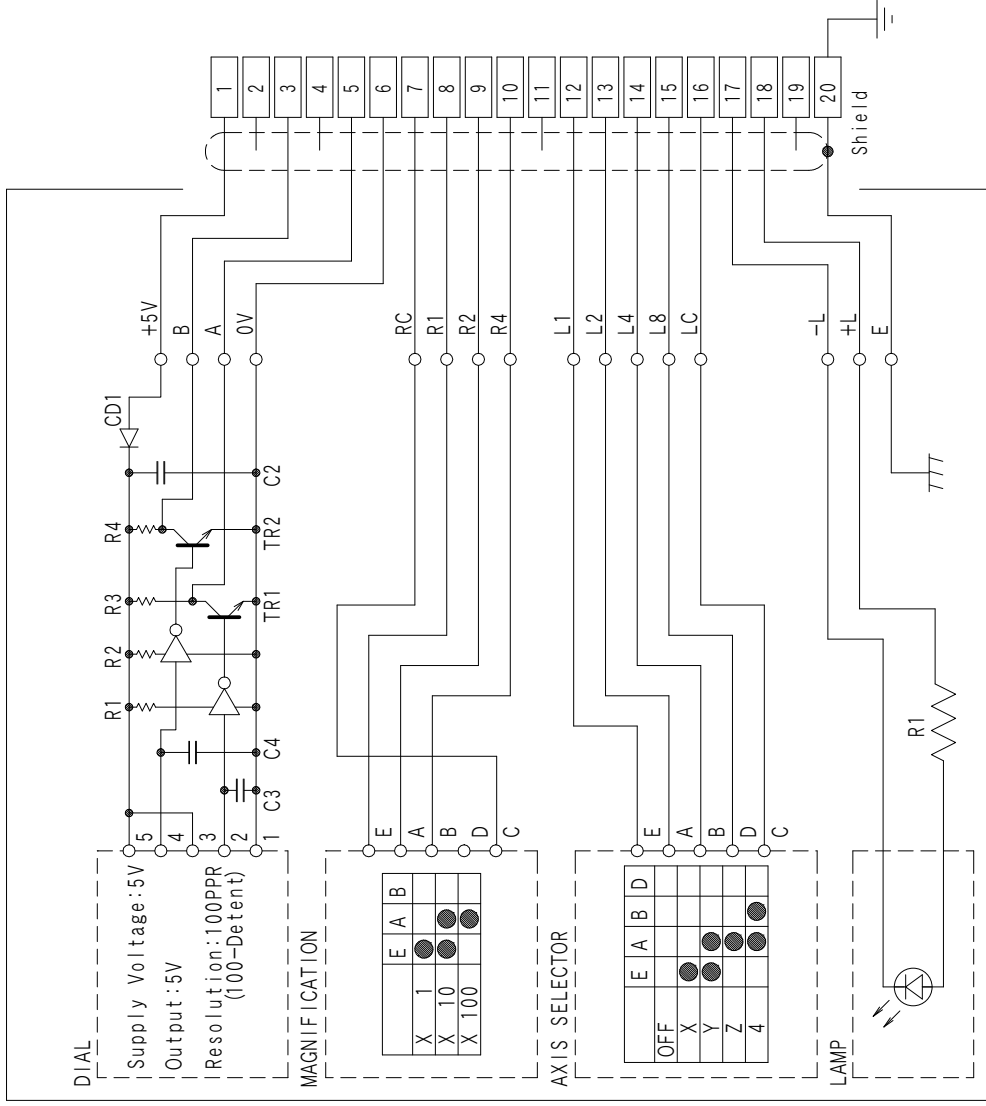 DIAL
Supply Voltage:5V
Output:5V
Resolution:100PPR
(100-Detent)
5
4
3
2
1
R1
R2
R3
R4
CD1
C3
C4
TR1
TR2
C2
+5V
B
A
0V
MAGNIFICATION
E A B
X 1
X 10
X 100
E
A
B
D
C
RC
R1
R2
R4
AXIS SELECTOR
E A B D
OFF
X
Y
Z
4
E
A
B
D
C
L1
L2
L4
L8
LC
LAMP
R1
-L
+L
E
1
2
3
4
5
6
7
8
9
10
11
12
13
14
15
16
17
18
19
20
Shield